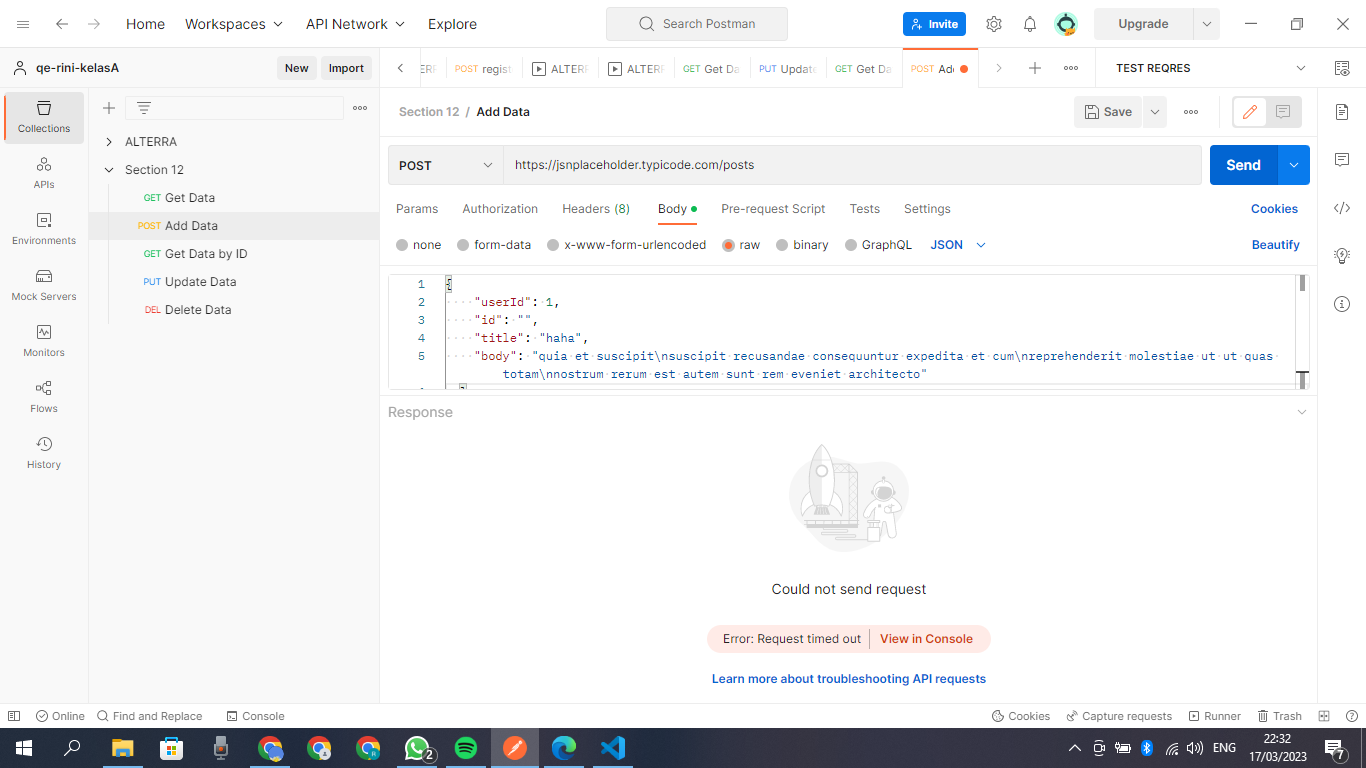 Home Workspaces API Network Explore Search Postman Invite Upgrade
qe-rini-kelasA New Import
POST regist ALTERR ALTERR GET Get Da PUT Update GET Get Da POST Add TEST REQRES
Collections
APIs
Environments
Mock Servers
Monitors
Flows
History
ALTERRA
Section 12
GET Get Data
POST Add Data
GET Get Data by ID
PUT Update Data
DEL Delete Data
Section 12 / Add Data Save
POST https://jsnplaceholder.typicode.com/posts Send
Params Authorization Headers (8) Body Pre-request Script Tests Settings Cookies
none form-data x-www-form-urlencoded raw binary GraphQL JSON Beautify
1 {
2 "userId": 1,
3 "id": "",
4 "title": "haha",
5 "body": "quia et suscipit\nsuscipit recusandae consequuntur expedita et cum\nreprehenderit molestiae ut ut quas
totam\nnostrum rerum est autem sunt rem eveniet architecto"
Response
Could not send request
Error: Request timed out View in Console
Learn more about troubleshooting API requests
Online Find and Replace Console Cookies Capture requests Runner Trash
2 A R ENG 22:32
17/03/2023 7